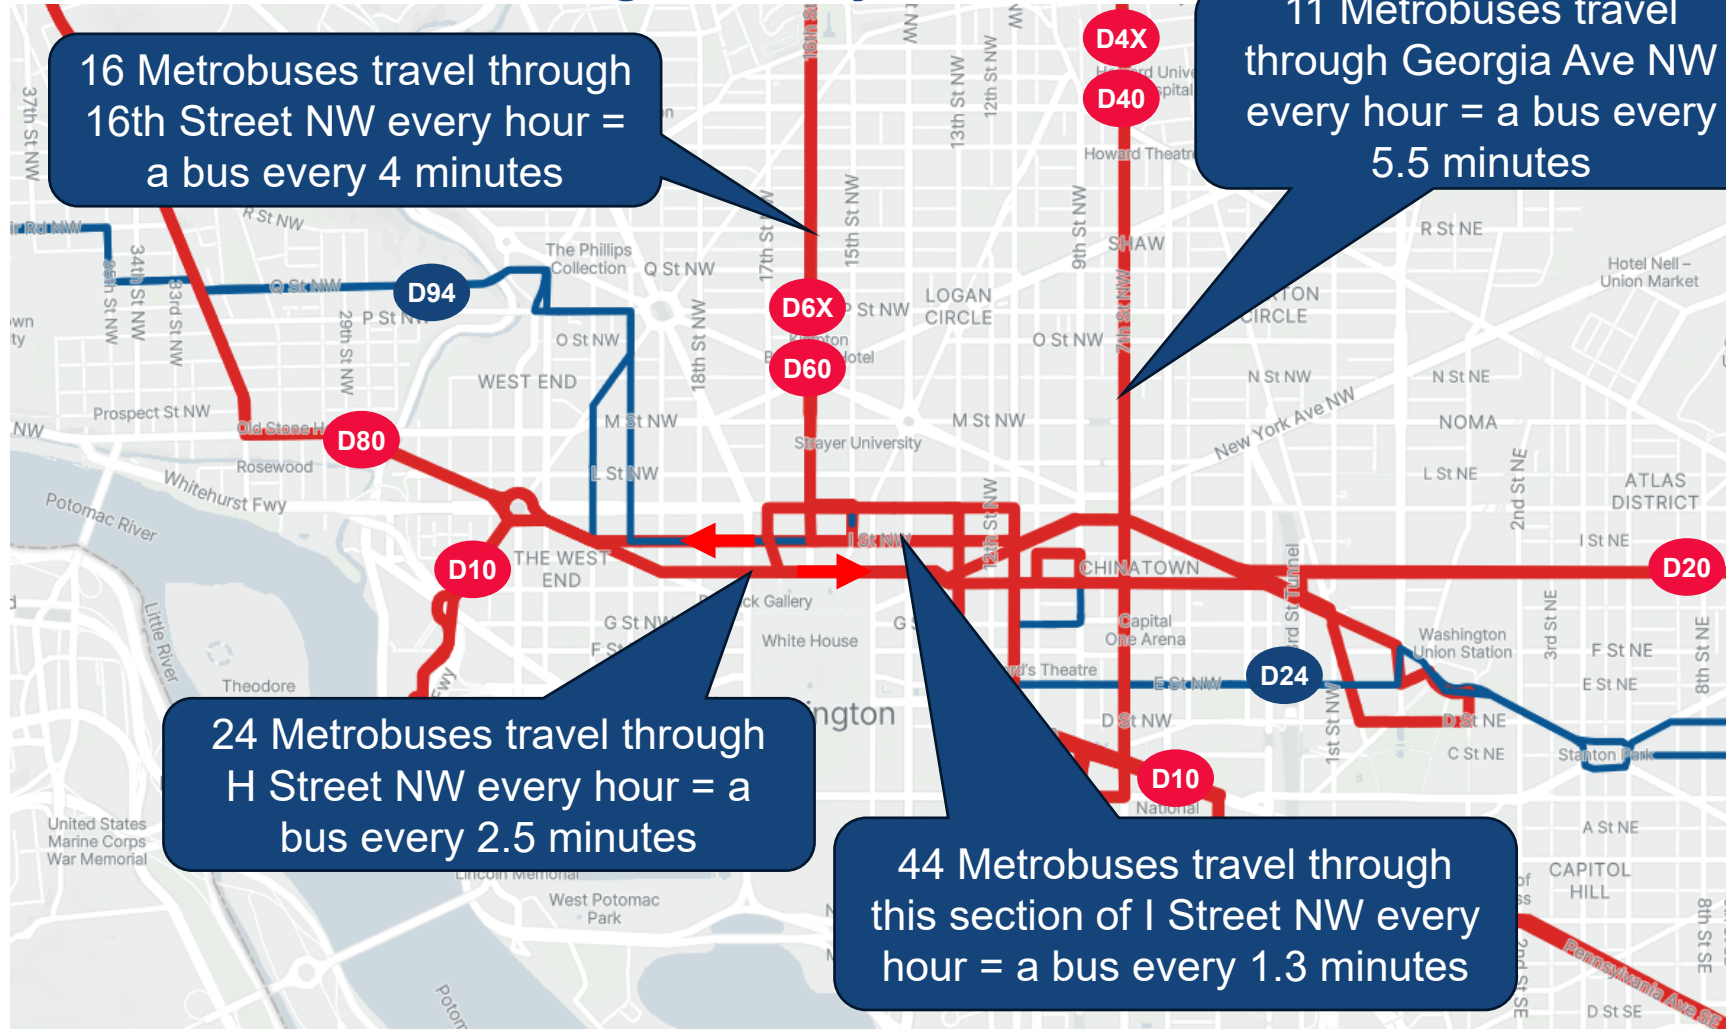 16 Metrobuses travel through
16th Street NW every hour =
a bus every 4 minutes
11 Metrobuses travel
through Georgia Ave NW
every hour = a bus every
5.5 minutes
24 Metrobuses travel through
H Street NW every hour = a
bus every 2.5 minutes
44 Metrobuses travel through
this section of I Street NW every
hour = a bus every 1.3 minutes
D4X
D40
D94
D6X
D60
D80
D10
D20
D24
D10
37th St NW
R St NW
35th St NW
34th St NW
33rd St NW
Q St NW
29th St NW
P St NW
The Phillips
Collection
Q St NW
17th St NW
15th St NW
13th St NW
12th St NW
Howard Theatre
9th St NW
SHAW
7th St NW
R St NE
Hotel Nell –
Union Market
LOGAN
CIRCLE
P St NW
O St NW
O St NW
WEST END
18th St NW
Prospect St NW
NW
Rosewood
Whitehurst Fwy
Potomac River
M St NW
L St NW
Strayer University
M St NW
New York Ave NW
N St NW
N St NE
NOMA
L St NE
2nd St NE
ATLAS
DISTRICT
I St NE
THE WEST
END
I St NW
12th St NW
CHINATOWN
G St NW
White House
Capital
One Arena
3rd St Tunnel
Washington
Union Station
3rd St NE
F St NE
E St NE
8th St NE
Little River
Theodore
E St NW
D St NW
1st St NW
D St NE
C St NE
Stanton Park
National
A St NE
CAPITOL
HILL
United States
Marine Corps
War Memorial
Lincoln Memorial
West Potomac
Park
8th St SE
2nd St SE
Pennsylvania Ave SE
D St SE